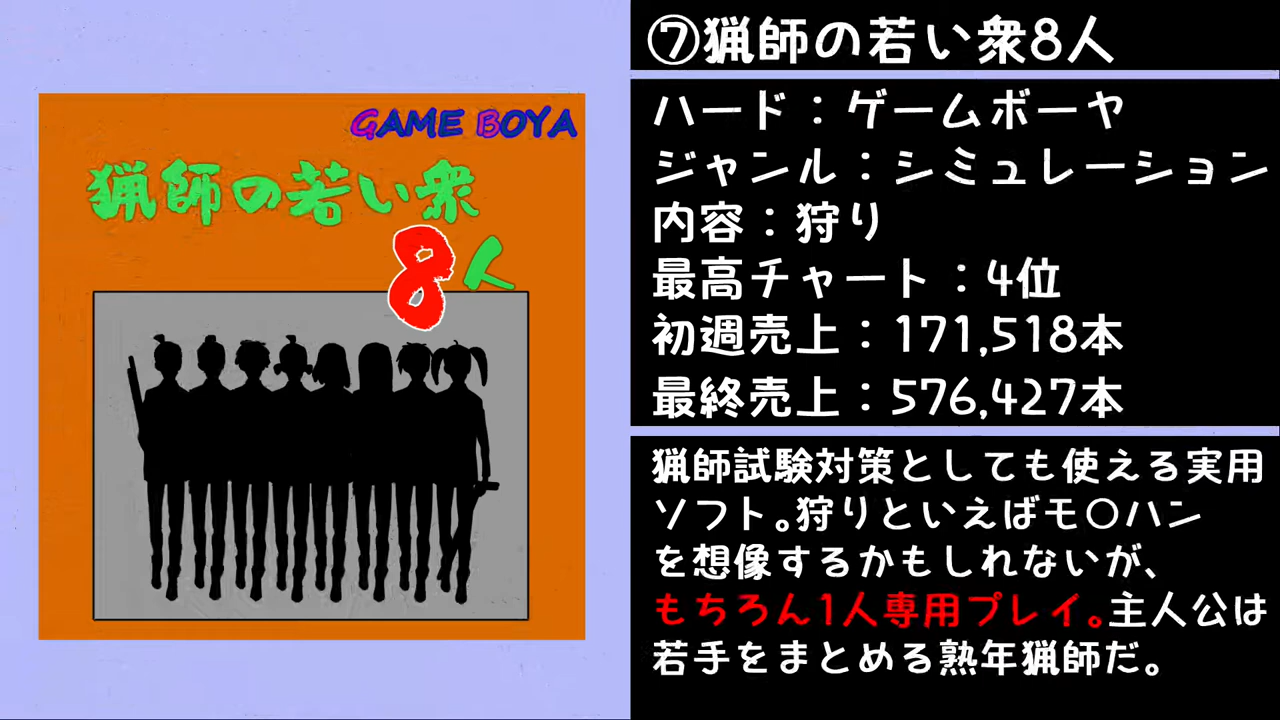 GAME BOYA
猟師の若い衆
8人
⑦猟師の若い衆8人
ハード：ゲームボーヤ
ジャンル：シミュレーション
内容：狩り
最高チャート：4位
初週売上：171,518本
最終売上：576,427本
猟師試験対策としても使える実用
ソフト。狩りといえばモ〇ハン
を想像するかもしれないが、
もちろん1人専用プレイ。主人公は
若手をまとめる熟年猟師だ。